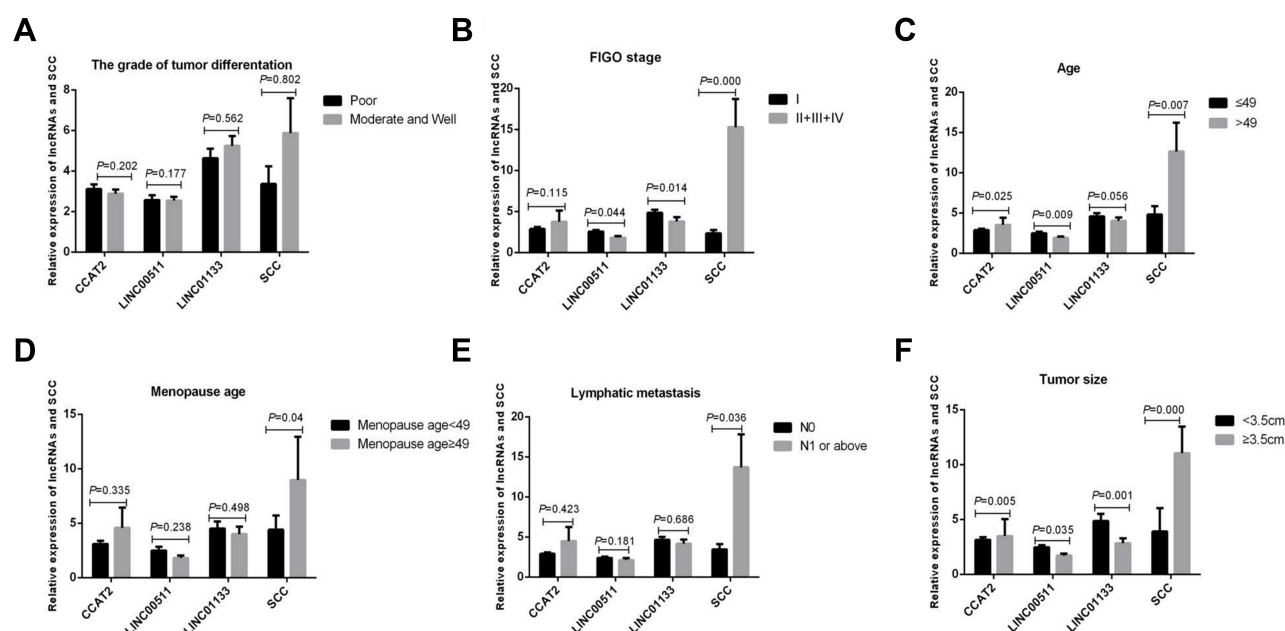 A
The grade of tumor differentation
Relative expression of lncRNAs and SCC
8
6
4
2
0
P=0.202
P=0.177
P=0.562
P=0.802
Poor
Moderate and Well
CCAT2
LINC00511
LINC01133
SCC
B
FIGO stage
Relative expression of lncRNAs and SCC
20
15
10
5
0
P=0.115
P=0.044
P=0.014
P=0.000
I
II+III+IV
CCAT2
LINC00511
LINC01133
SCC
C
Age
Relative expression of lncRNAs and SCC
20
15
10
5
0
P=0.025
P=0.009
P=0.056
P=0.007
≤49
>49
CCAT2
LINC00511
LINC01133
SCC
D
Menopause age
Relative expression of lncRNAs and SCC
15
10
5
0
P=0.335
P=0.238
P=0.498
P=0.04
Menopause age<49
Menopause age≥49
CCAT2
LINC00511
LINC01133
SCC
E
Lymphatic metastasis
Relative expression of lncRNAs and SCC
20
15
10
5
0
P=0.423
P=0.181
P=0.686
P=0.036
N0
N1 or above
CCAT2
LINC00511
LINC01133
SCC
F
Tumor size
Relative expression of lncRNAs and SCC
15
10
5
0
P=0.005
P=0.035
P=0.001
P=0.000
<3.5cm
≥3.5cm
CCAT2
LINC00511
LINC01133
SCC